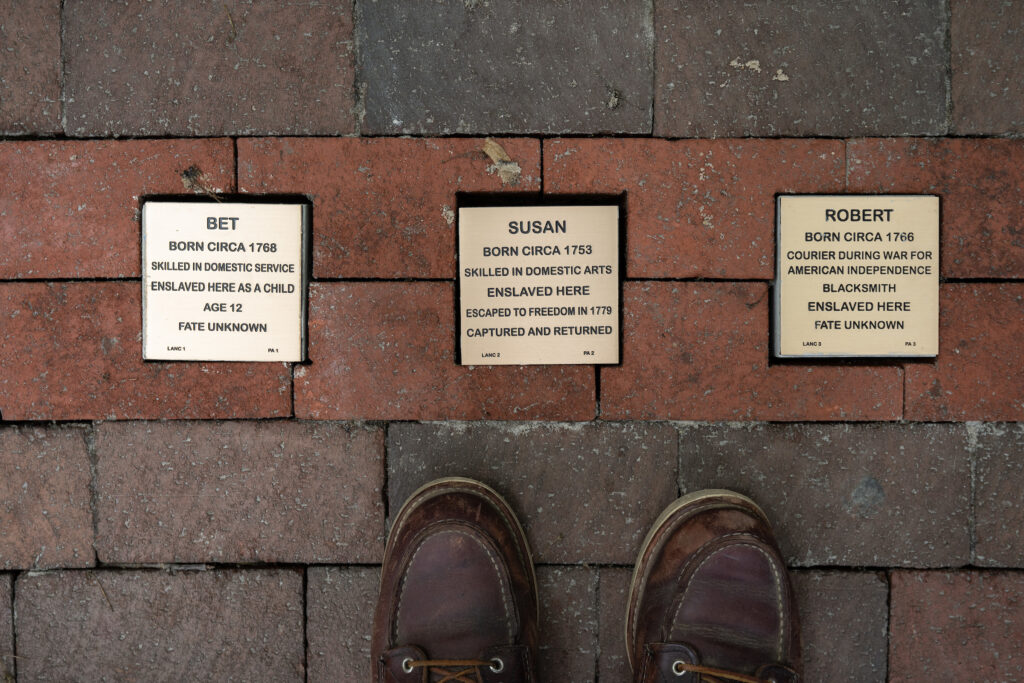 BET
BORN CIRCA 1768
SKILLED IN DOMESTIC SERVICE
ENSLAVED HERE AS A CHILD
AGE 12
FATE UNKNOWN
LANC 1 PA 1
SUSAN
BORN CIRCA 1753
SKILLED IN DOMESTIC ARTS
ENSLAVED HERE
ESCAPED TO FREEDOM IN 1779
CAPTURED AND RETURNED
LANC 2 PA 2
ROBERT
BORN CIRCA 1766
COURIER DURING WAR FOR
AMERICAN INDEPENDENCE
BLACKSMITH
ENSLAVED HERE
FATE UNKNOWN
LANC 3 PA 3